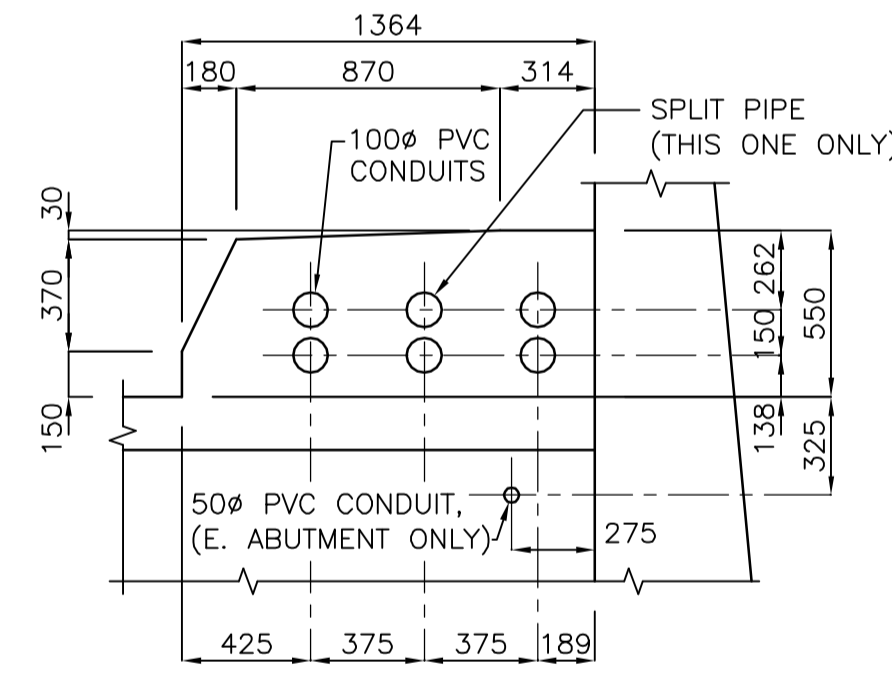 1364
180 870 314
SPLIT PIPE
(THIS ONE ONLY)
100ø PVC
CONDUITS
30
370
150
262
150
138
550
325
50ø PVC CONDUIT,
(E. ABUTMENT ONLY)
275
425 375 375 189